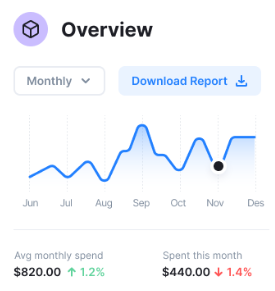 Overview
Monthly
Download Report
Jun Jul Aug Sep Oct Nov Des
Avg monthly spend
$820.00 ↑ 1.2%
Spent this month
$440.00 ↓ 1.4%